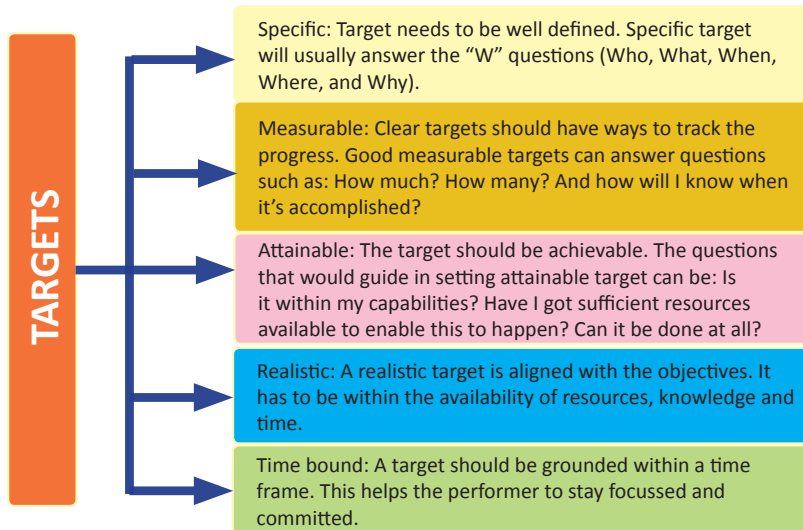 TARGETS
Specific: Target needs to be well defined. Specific target
will usually answer the “W” questions (Who, What, When,
Where, and Why).
Measurable: Clear targets should have ways to track the
progress. Good measurable targets can answer questions
such as: How much? How many? And how will I know when
it’s accomplished?
Attainable: The target should be achievable. The questions
that would guide in setting attainable target can be: Is
it within my capabilities? Have I got sufficient resources
available to enable this to happen? Can it be done at all?
Realistic: A realistic target is aligned with the objectives. It
has to be within the availability of resources, knowledge and
time.
Time bound: A target should be grounded within a time
frame. This helps the performer to stay focussed and
committed.